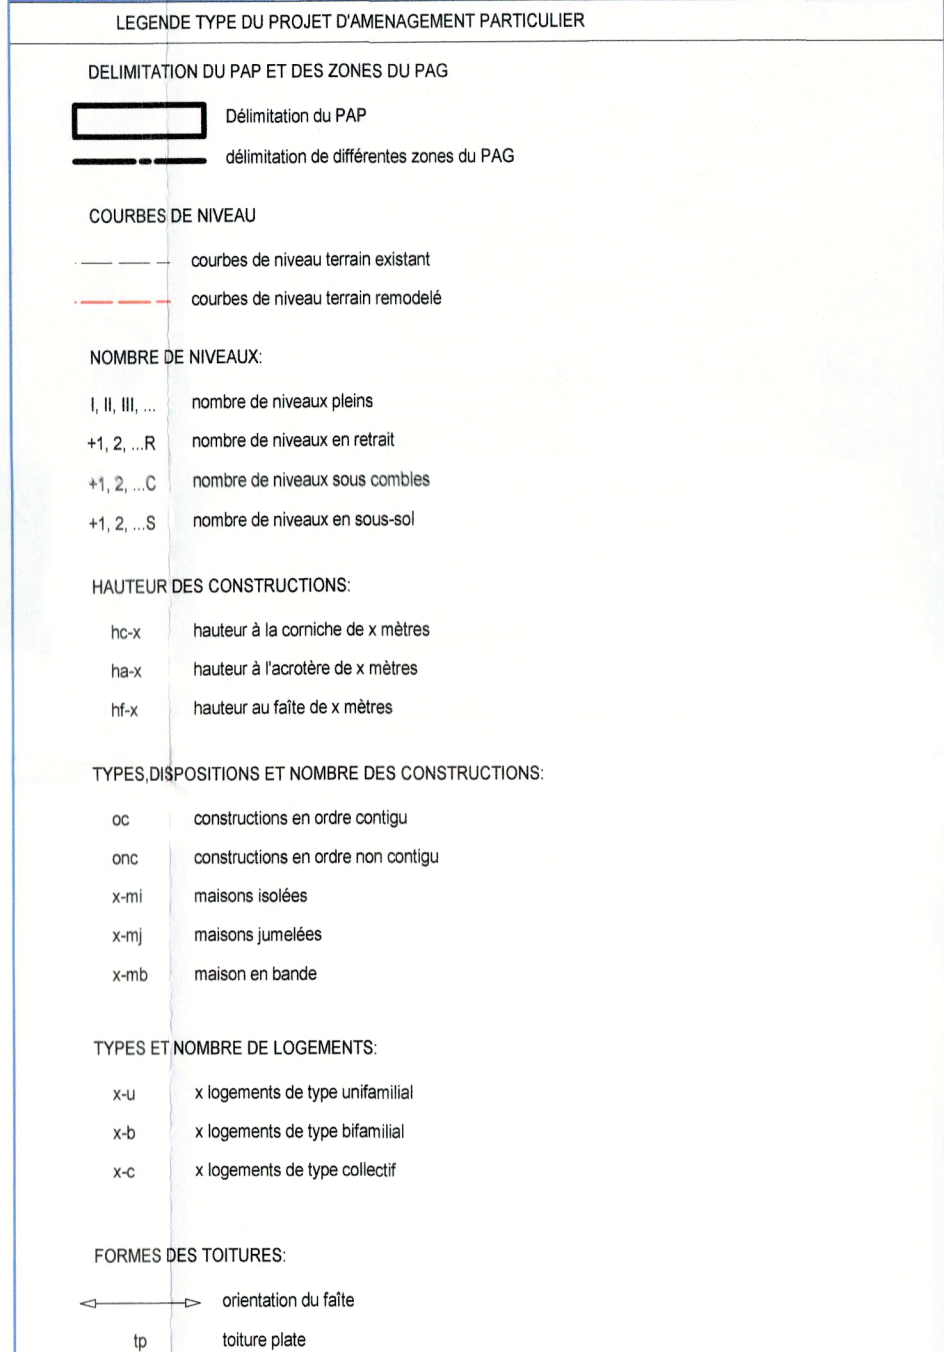 LEGENDE TYPE DU PROJET D'AMENAGEMENT PARTICULIER
DELIMITATION DU PAP ET DES ZONES DU PAG
Délimitation du PAP
délimitation de différentes zones du PAG
COURBES DE NIVEAU
courbes de niveau terrain existant
courbes de niveau terrain remodelé
NOMBRE DE NIVEAUX:
I, II, III, ... nombre de niveaux pleins
+1, 2, ...R nombre de niveaux en retrait
+1, 2, ...C nombre de niveaux sous combles
+1, 2, ...S nombre de niveaux en sous-sol
HAUTEUR DES CONSTRUCTIONS:
hc-x hauteur à la corniche de x mètres
ha-x hauteur à l'acrotère de x mètres
hf-x hauteur au faîte de x mètres
TYPES,DISPOSITIONS ET NOMBRE DES CONSTRUCTIONS:
oc constructions en ordre contigu
onc constructions en ordre non contigu
x-mi maisons isolées
x-mj maisons jumelées
x-mb maison en bande
TYPES ET NOMBRE DE LOGEMENTS:
x-u x logements de type unifamilial
x-b x logements de type bifamilial
x-c x logements de type collectif
FORMES DES TOITURES:
orientation du faîte
tp toiture plate